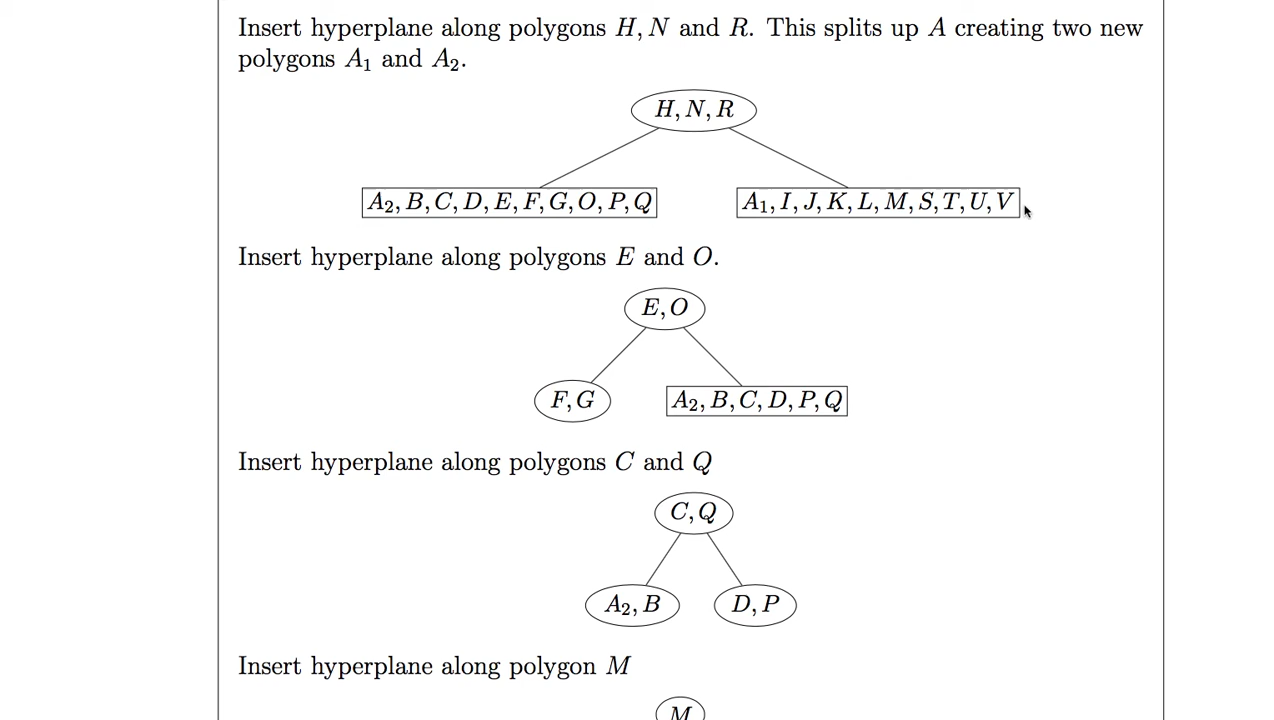 Insert hyperplane along polygons H, N and R. This splits up A creating two new
polygons A₁ and A₂.
H, N, R
A₂, B, C, D, E, F, G, O, P, Q
A₁, I, J, K, L, M, S, T, U, V
Insert hyperplane along polygons E and O.
E, O
F, G
A₂, B, C, D, P, Q
Insert hyperplane along polygons C and Q
C, Q
A₂, B
D, P
Insert hyperplane along polygon M
M